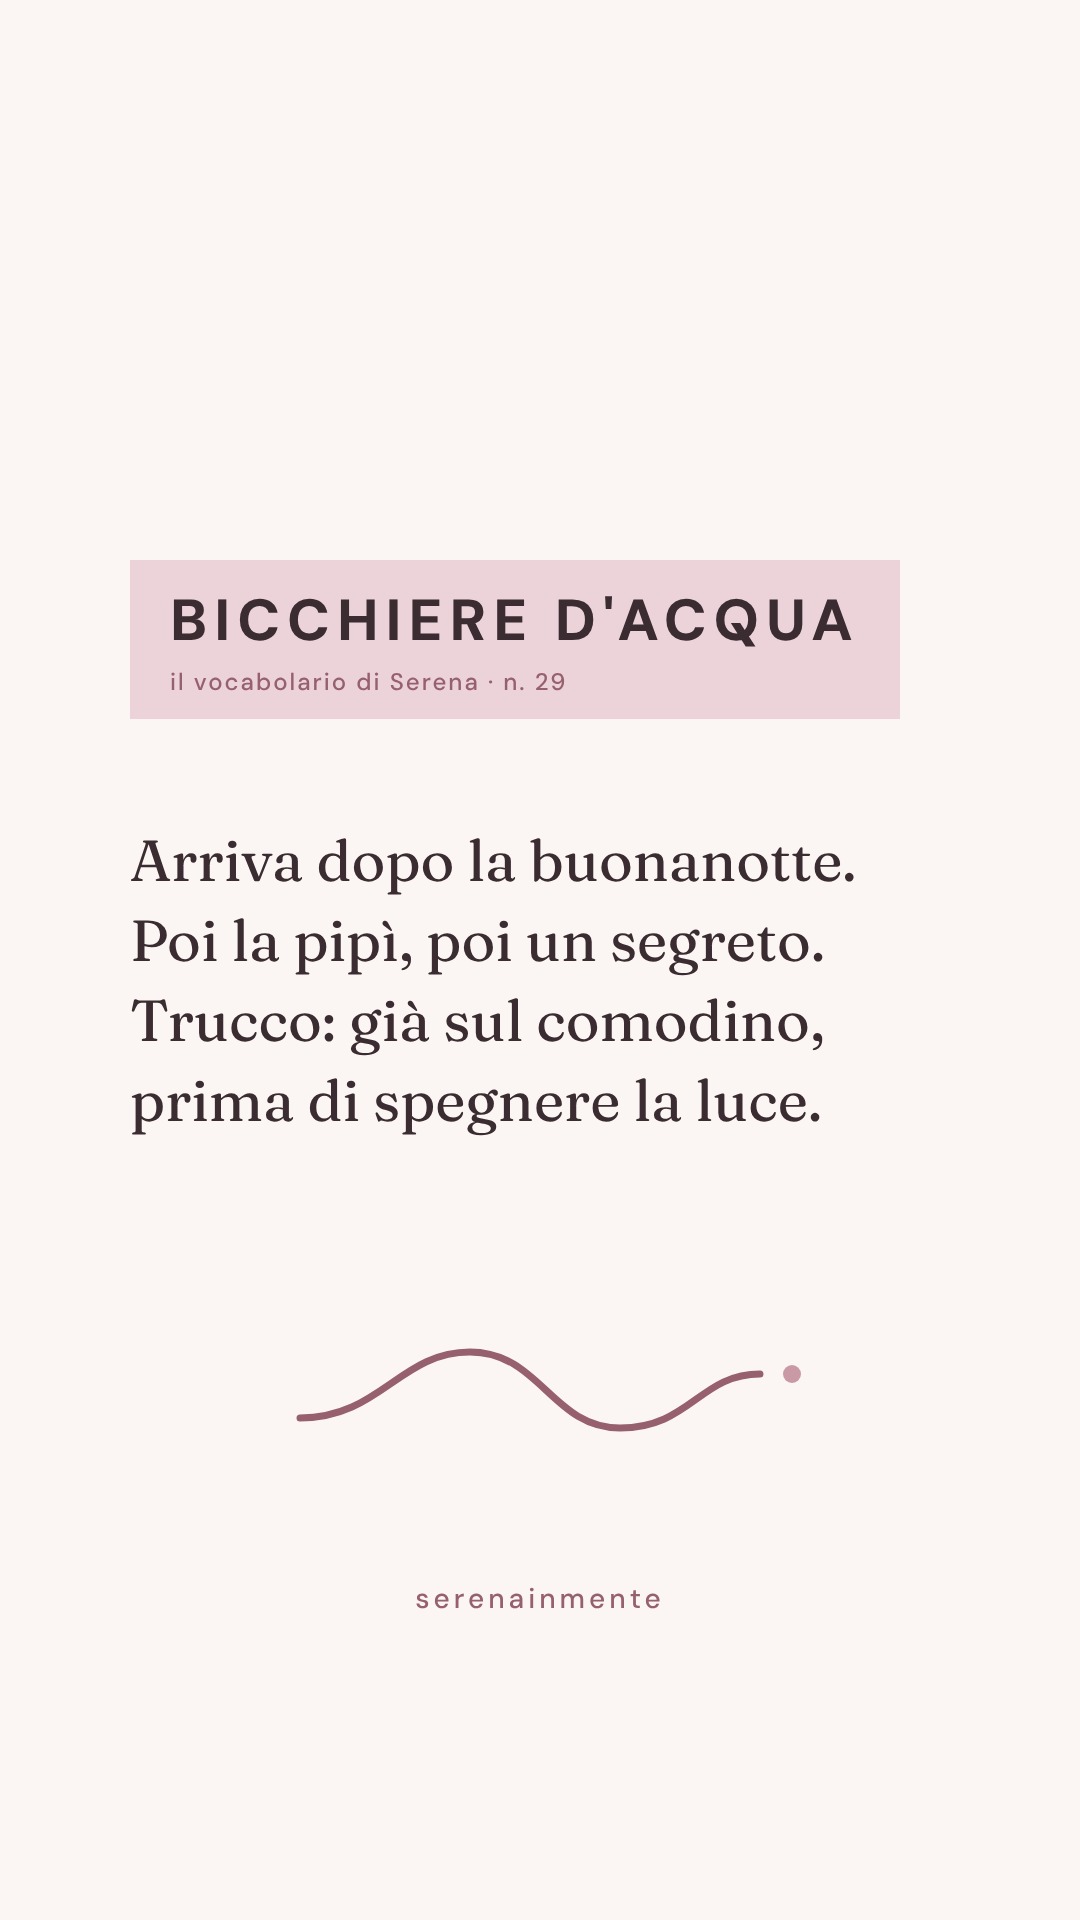 BICCHIERE D'ACQUA
il vocabolario di Serena · n. 29
Arriva dopo la buonanotte.
Poi la pipì, poi un segreto.
Trucco: già sul comodino,
prima di spegnere la luce.
serenainmente